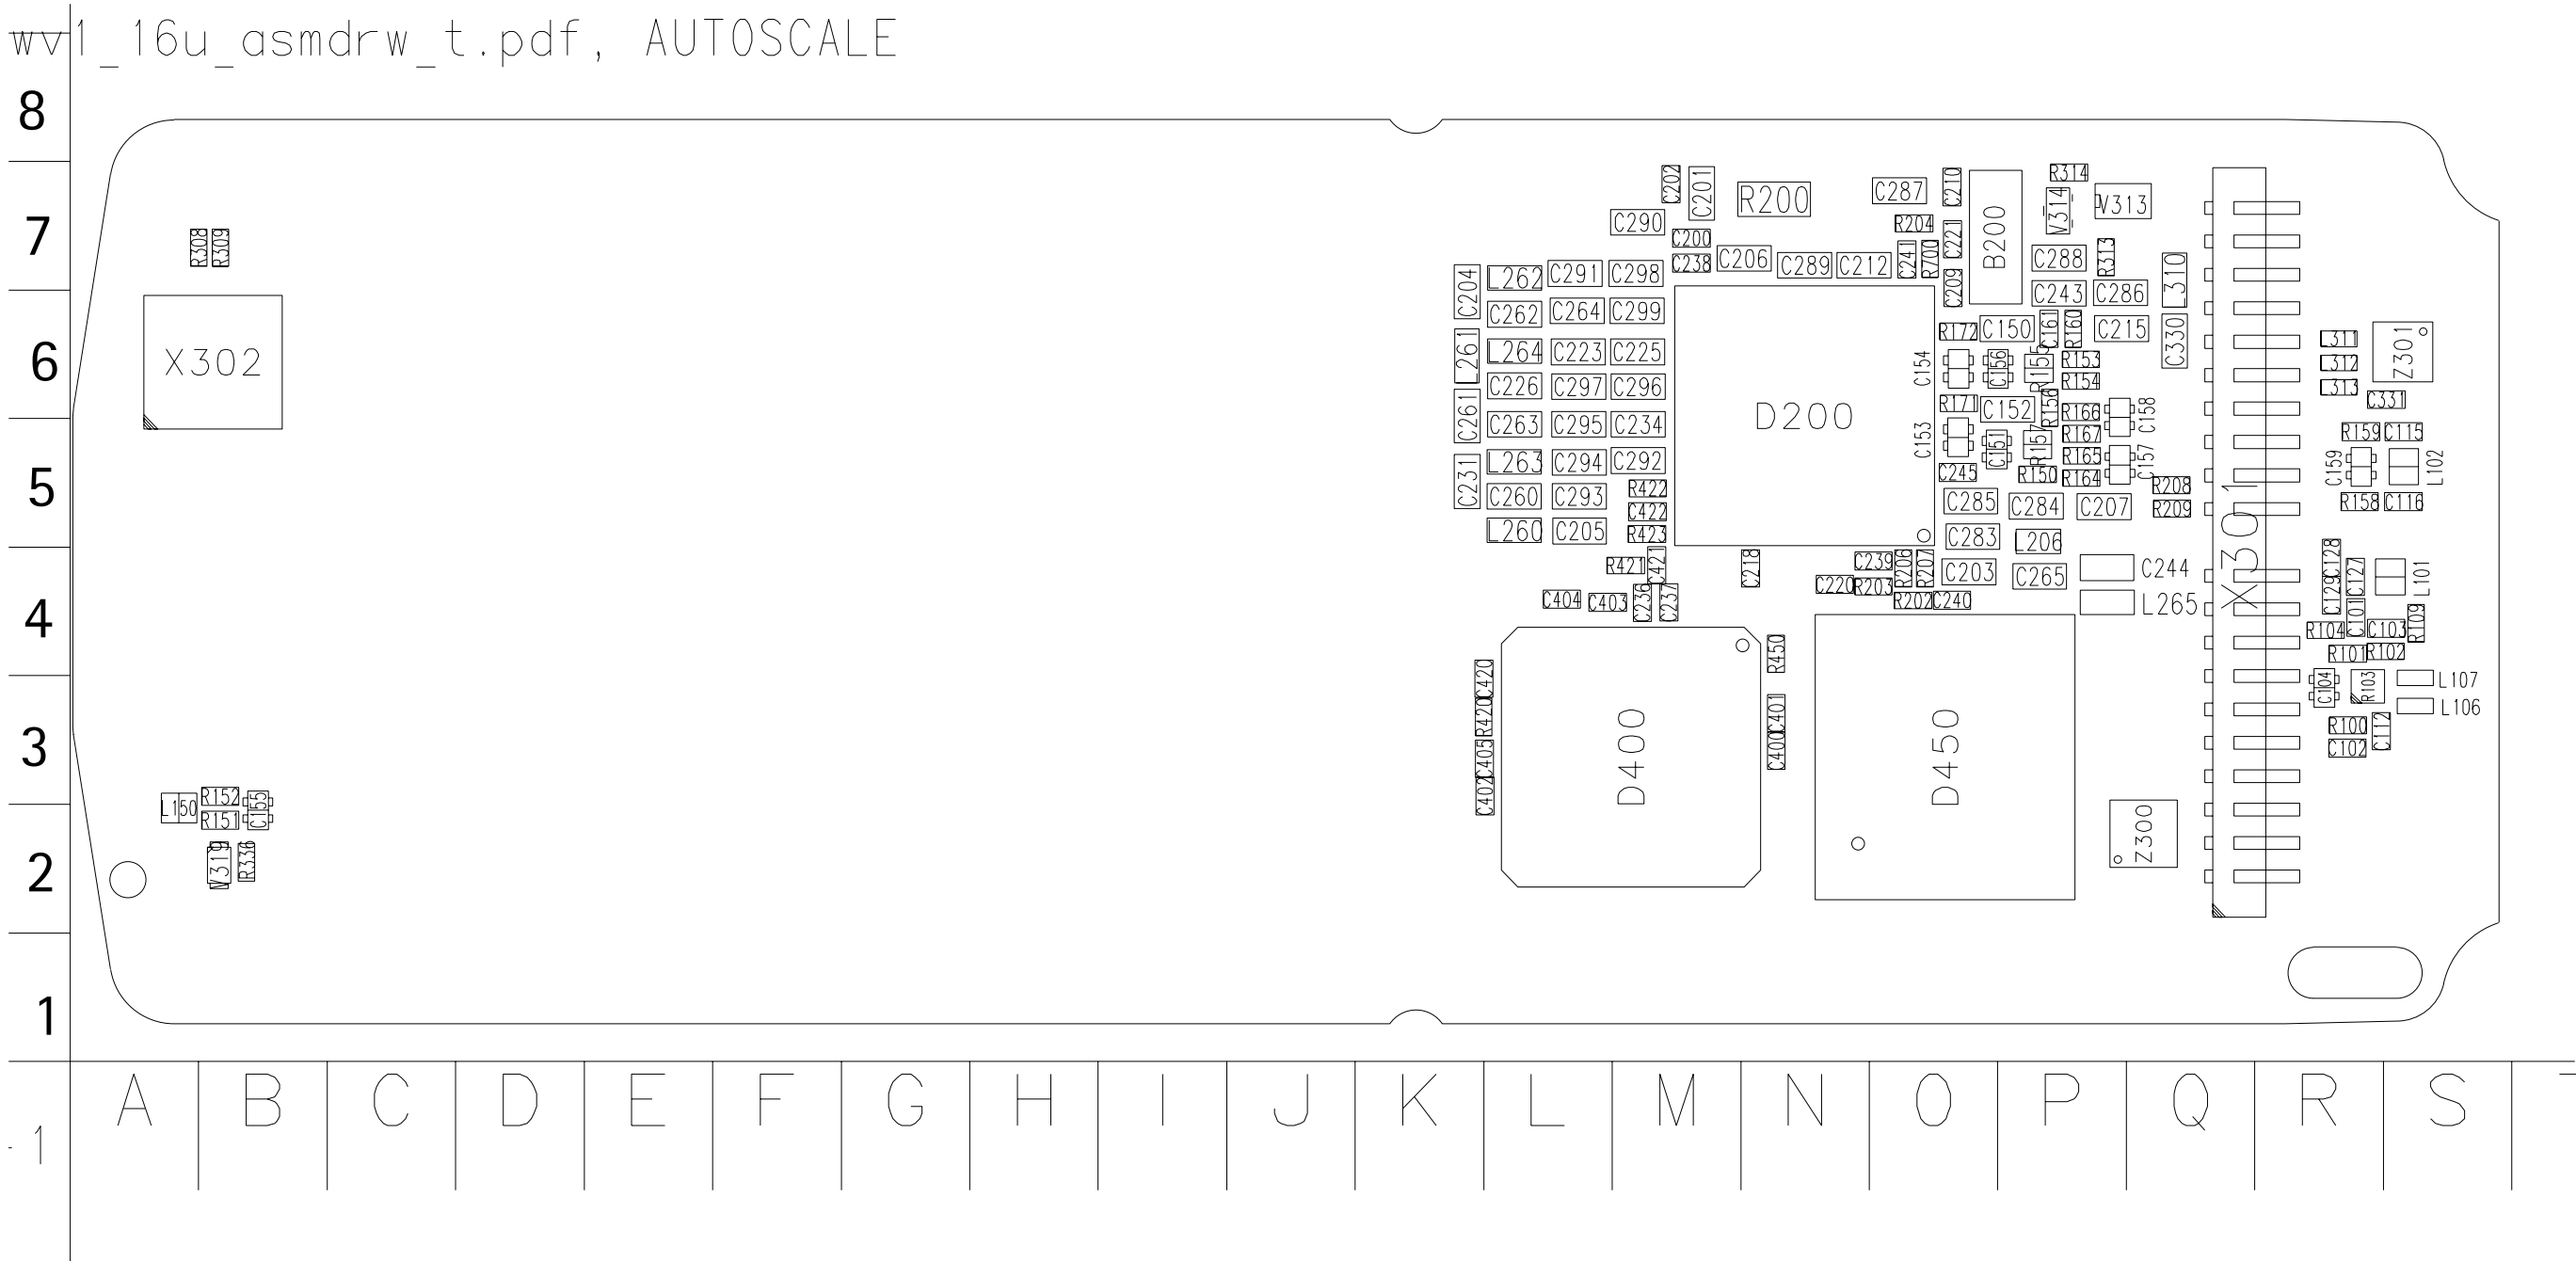 wv1_16u_asmdrw_t.pdf, AUTOSCALE
8
7
6
5
4
3
2
1
-1
A B C D E F G H I J K L M N O P Q R S
R308 R309
X302
L150 R152 R151 C155
V319 R336
C202 C201 R200 C287 C210 R314
C290 C200 R204 C221 B200 V314 V313
C238 C206 C289 C212 C241 R700 C288 R313
C204 L262 C291 C298 C209 C243 C286 L310
C262 C264 C299 R172 C150 C161 R160 C215 C330
L261 L264 C223 C225 C154 C156 R155 R153
C226 C297 C296 R154
D200
C261 C263 C295 C234 R171 C152 R156 R166 C158
C153 C151 R157 R167
L263 C294 C292 C245 R150 R165 R164 C157
C231 C260 C293 R422 C285 C284 C207 R208 R209
C422
L260 C205 R423 C283 L206
R421 C421 C218 C239 R206 R207 C203 C265 C244
C220 R203
C404 C403 C236 C237 R202 C240 L265
X301
L311 L312 L313 Z301
C331
R159 C115
C159 L102
R158 C116
C128 C127 L101
C129 C101 R109
R104 C103
R101 R102
C104 R103 L107
L106
R100 C112
C102
C420 R420 C405 C402
D400
R450 C401 C400
D450
Z300